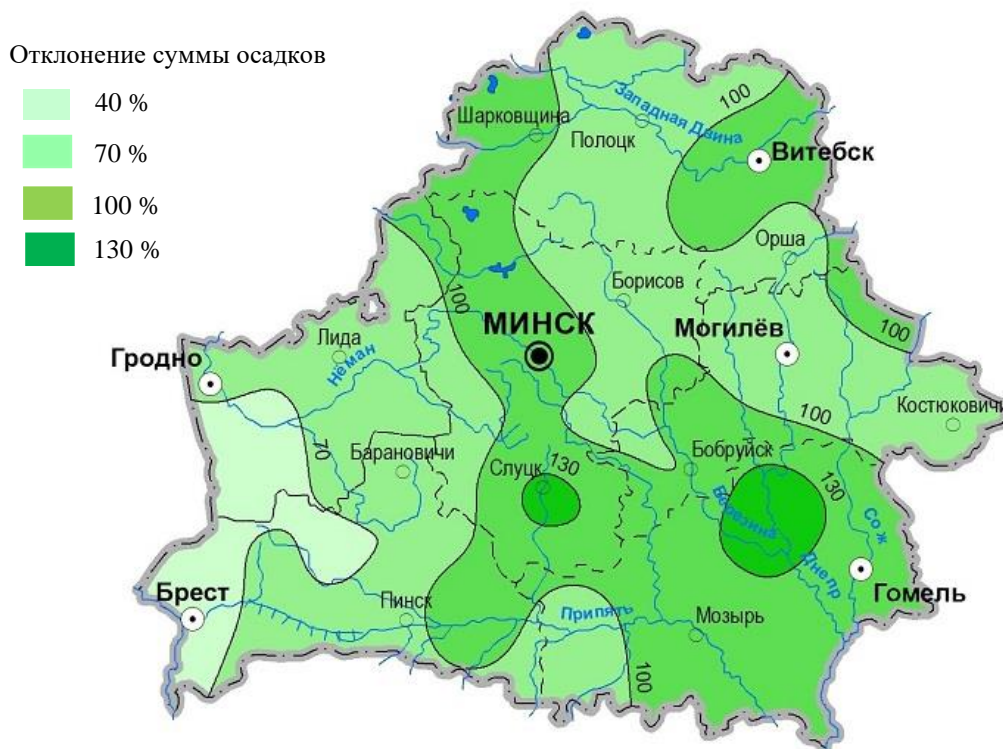 Отклонение суммы осадков
40 %
70 %
100 %
130 %
Шарковщина
Западная Двина
100
Полоцк
Витебск
Орша
Борисов
100
МИНСК
Могилёв
100
Гродно
Лида
Нёман
Костюковичи
100
70
Барановичи
Слуцк
130
Бобруйск
130
Березина
Сож
Днепр
Гомель
Брест
Пинск
Припять
Мозырь
100